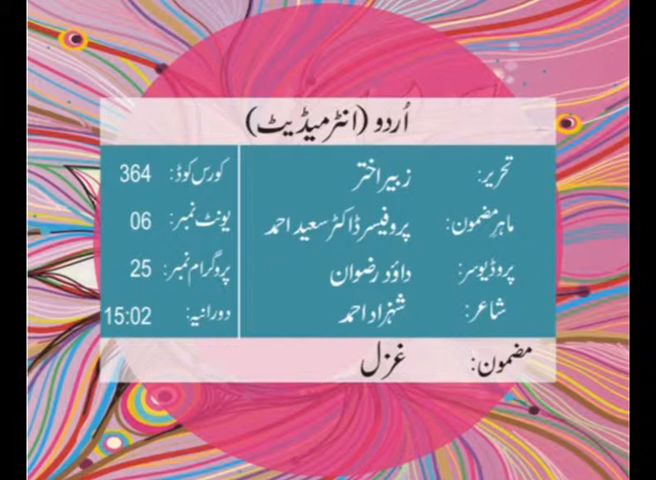 اُردو (انٹرمیڈیٹ)
تحریر: زبیر اختر
ماہرِ مضمون: پروفیسر ڈاکٹر سعید احمد
پروڈیوسر: داؤد رضوان
شاعر: شہزاد احمد
کورس کوڈ: 364
یونٹ نمبر: 06
پروگرام نمبر: 25
دورانیہ: 15:02
مضمون: غزل